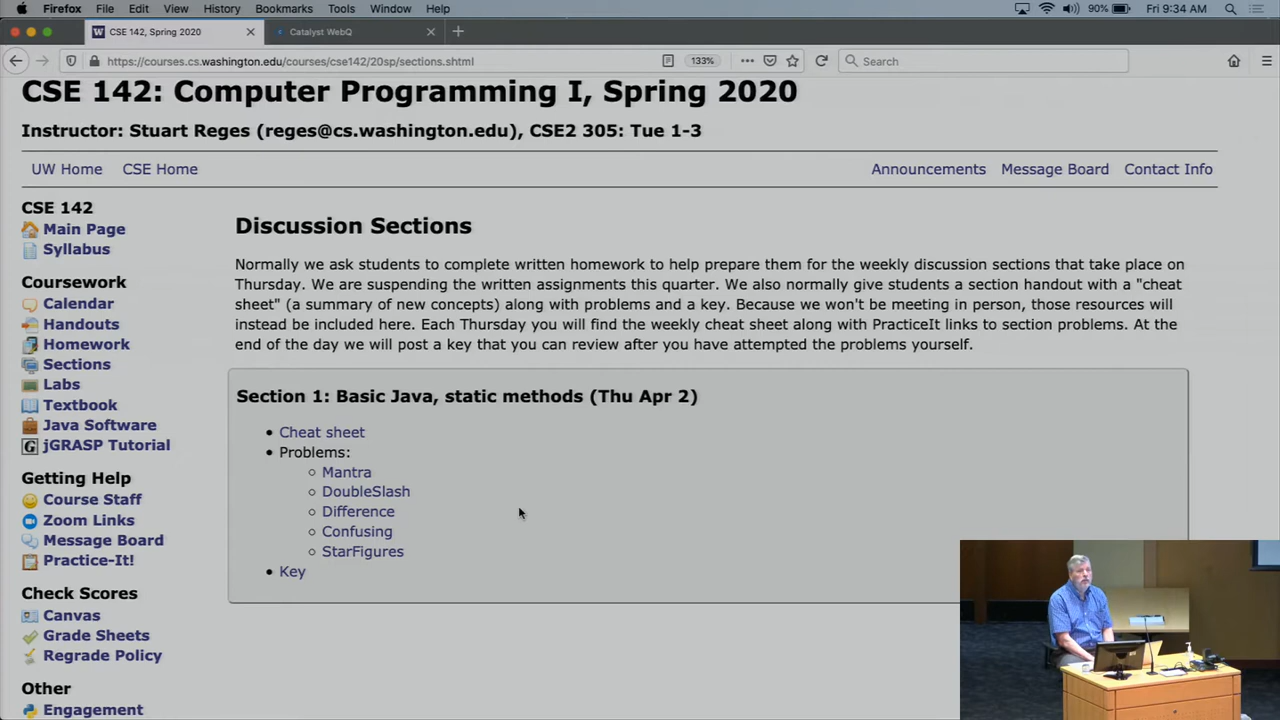 Firefox File Edit View History Bookmarks Tools Window Help 90% Fri 9:34 AM
CSE 142, Spring 2020 Catalyst WebQ
https://courses.cs.washington.edu/courses/cse142/20sp/sections.shtml 133% Search
CSE 142: Computer Programming I, Spring 2020
Instructor: Stuart Reges (reges@cs.washington.edu), CSE2 305: Tue 1-3
UW Home CSE Home Announcements Message Board Contact Info
CSE 142
Main Page
Syllabus
Coursework
Calendar
Handouts
Homework
Sections
Labs
Textbook
Java Software
jGRASP Tutorial
Getting Help
Course Staff
Zoom Links
Message Board
Practice-It!
Check Scores
Canvas
Grade Sheets
Regrade Policy
Other
Engagement
Discussion Sections
Normally we ask students to complete written homework to help prepare them for the weekly discussion sections that take place on
Thursday. We are suspending the written assignments this quarter. We also normally give students a section handout with a "cheat
sheet" (a summary of new concepts) along with problems and a key. Because we won't be meeting in person, those resources will
instead be included here. Each Thursday you will find the weekly cheat sheet along with PracticeIt links to section problems. At the
end of the day we will post a key that you can review after you have attempted the problems yourself.
Section 1: Basic Java, static methods (Thu Apr 2)
• Cheat sheet
• Problems:
○ Mantra
○ DoubleSlash
○ Difference
○ Confusing
○ StarFigures
• Key